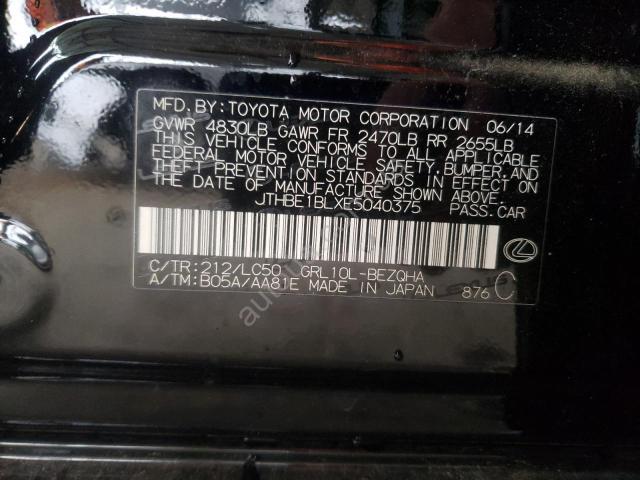 MFD. BY: TOYOTA MOTOR CORPORATION 06/14
GVWR 4830LB GAWR FR 2470LB RR 2655LB
THIS VEHICLE CONFORMS TO ALL APPLICABLE
FEDERAL MOTOR VEHICLE SAFETY, BUMPER, AND
THEFT PREVENTION STANDARDS IN EFFECT ON
THE DATE OF MANUFACTURE SHOWN ABOVE.
JTHBE1BLXE5040375 PASS. CAR
C/TR: 212/LC50 GRL10L-BEZQHA
A/TM: B05A/AA81E MADE IN JAPAN 876 C